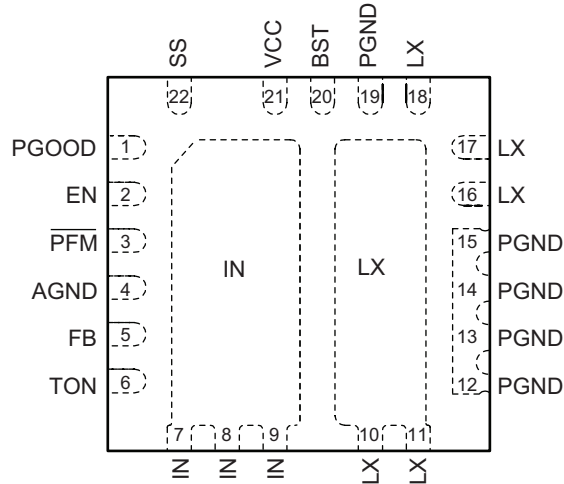 SS
VCC
BST
PGND
LX
22
21
20
19
18
PGOOD 1
17 LX
EN 2
16 LX
PFM 3
15 PGND
IN
LX
AGND 4
14 PGND
FB 5
13 PGND
TON 6
12 PGND
7
8
9
10
11
IN
IN
IN
LX
LX